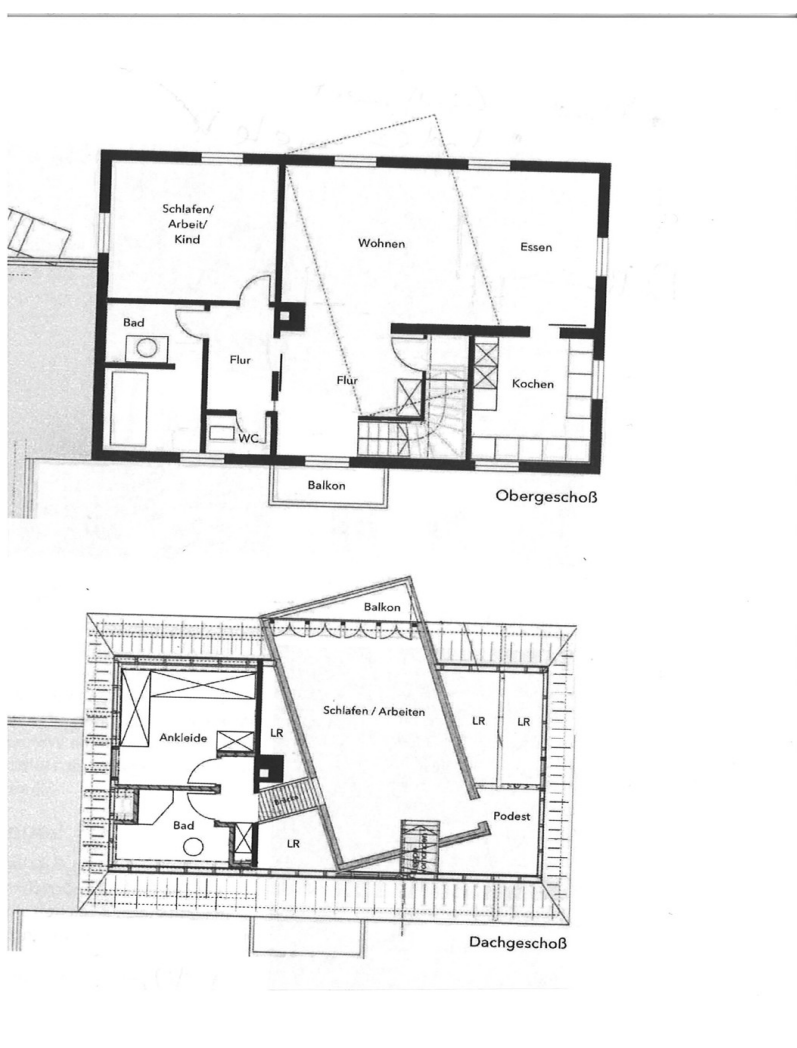 Schlafen/
Arbeit/
Kind
Wohnen
Essen
Bad
Flur
Flur
Kochen
WC
Balkon
Obergeschoß
Balkon
Schlafen / Arbeiten
LR
LR
Ankleide
LR
Brücke
Podest
Bad
LR
Dachgeschoß